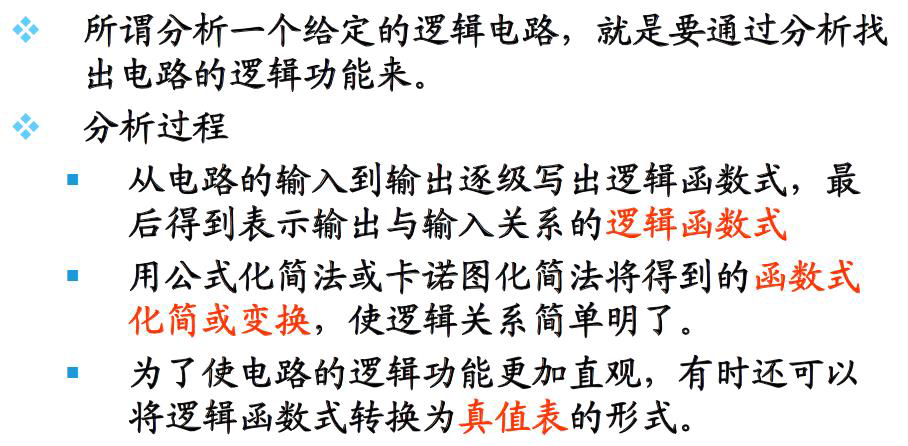 所谓分析一个给定的逻辑电路，就是要通过分析找
出电路的逻辑功能来。
分析过程
从电路的输入到输出逐级写出逻辑函数式，最
后得到表示输出与输入关系的逻辑函数式
用公式化简法或卡诺图化简法将得到的函数式
化简或变换，使逻辑关系简单明了。
为了使电路的逻辑功能更加直观，有时还可以
将逻辑函数式转换为真值表的形式。